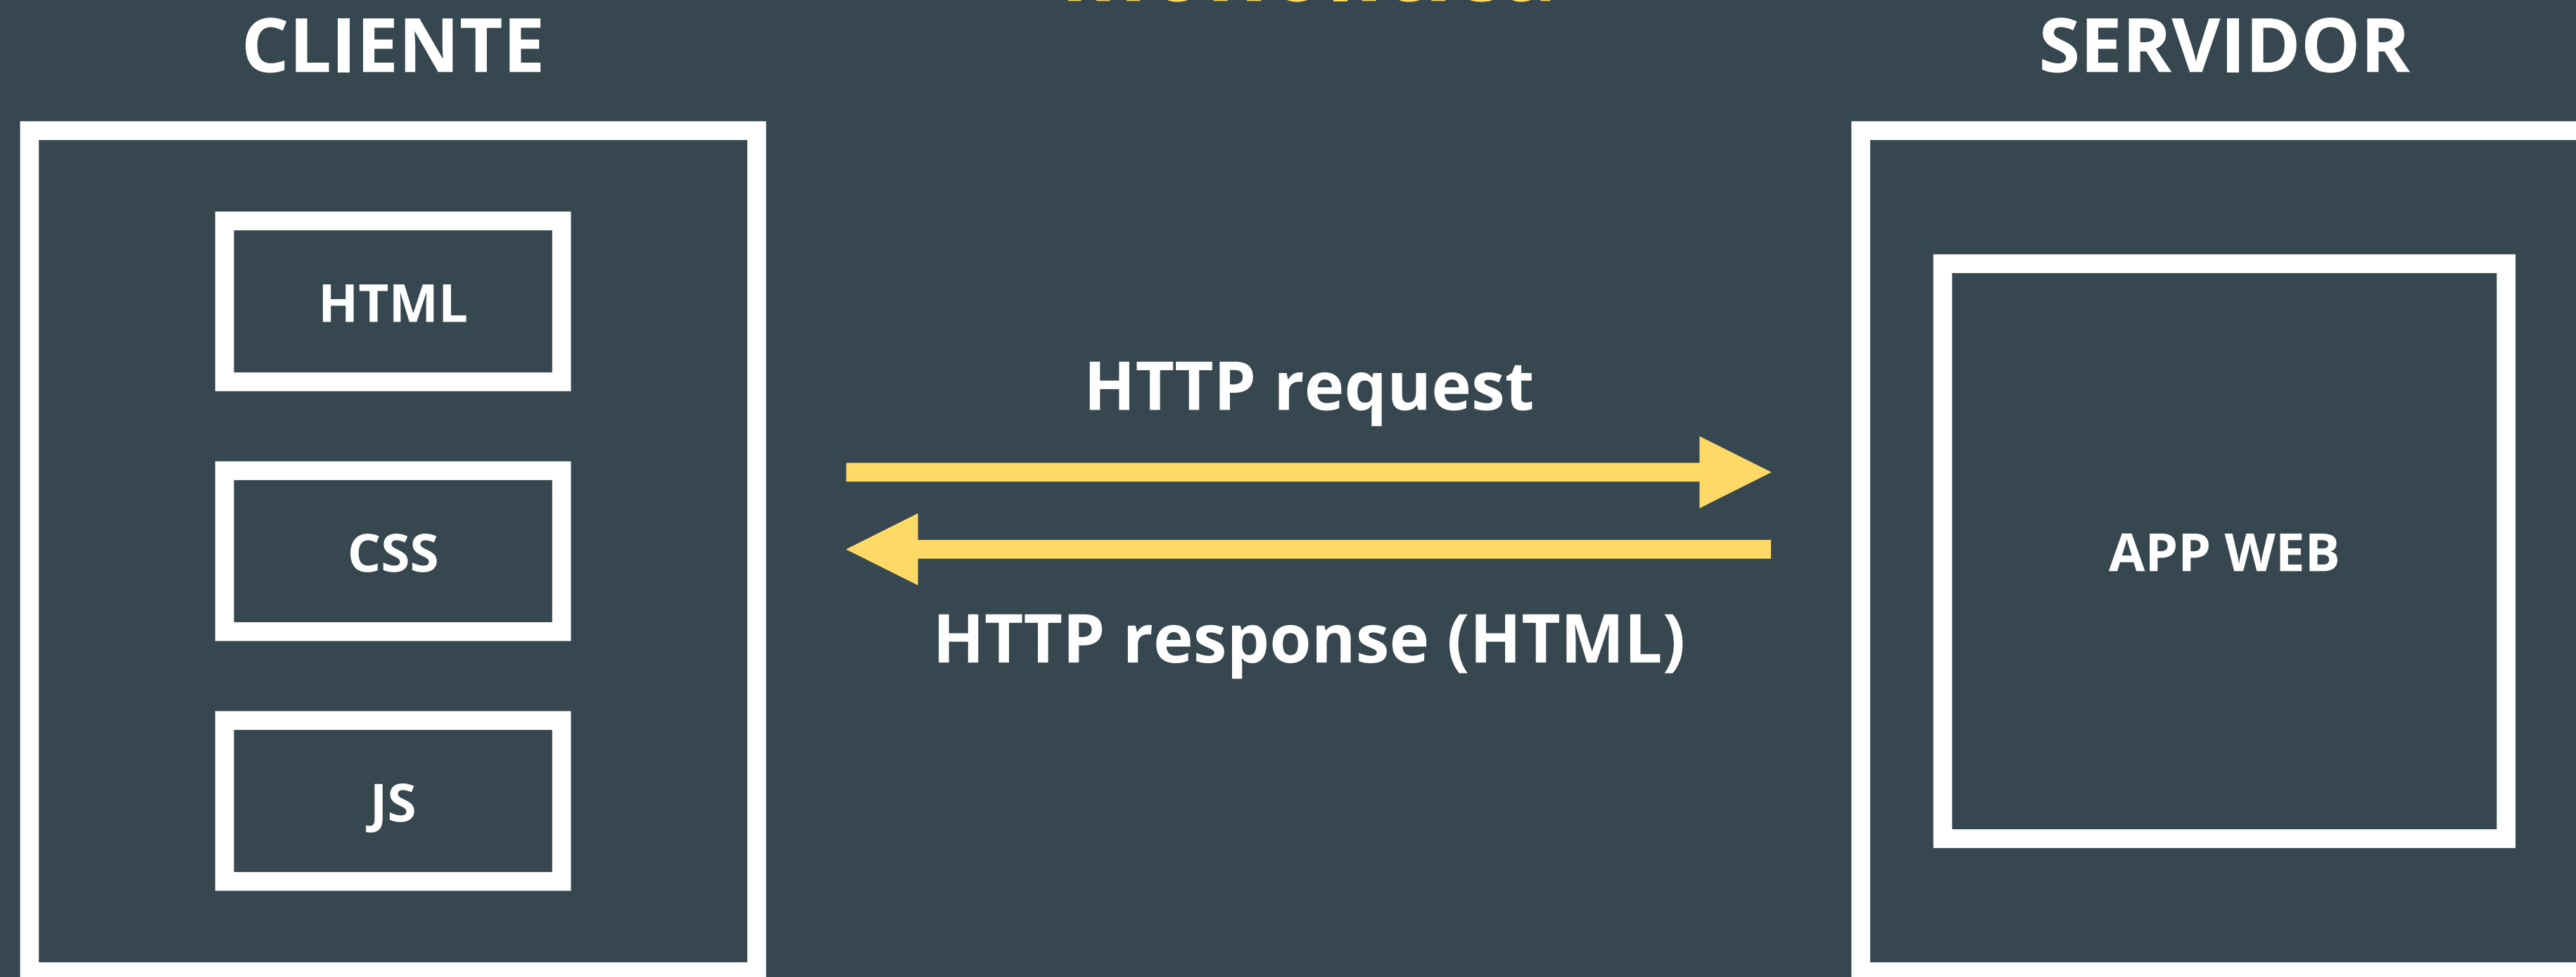 CLIENTE
SERVIDOR
HTML
CSS
JS
HTTP request
HTTP response (HTML)
APP WEB